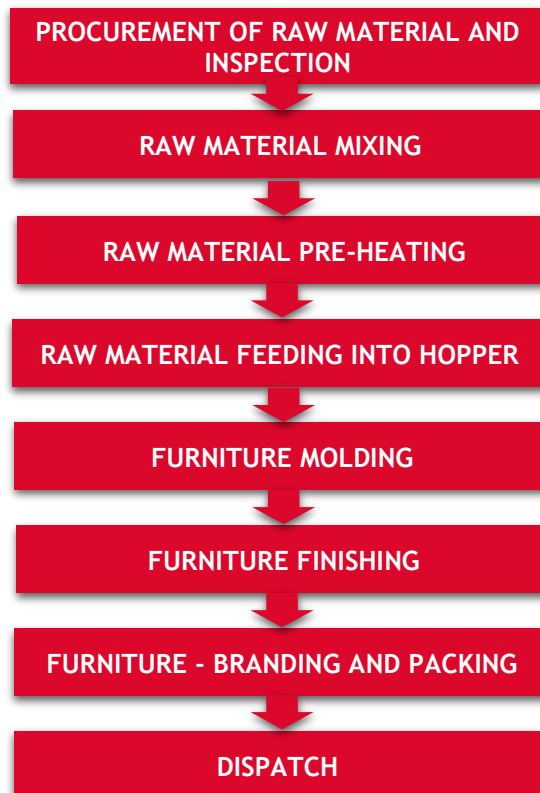 PROCUREMENT OF RAW MATERIAL AND
INSPECTION
RAW MATERIAL MIXING
RAW MATERIAL PRE-HEATING
RAW MATERIAL FEEDING INTO HOPPER
FURNITURE MOLDING
FURNITURE FINISHING
FURNITURE - BRANDING AND PACKING
DISPATCH